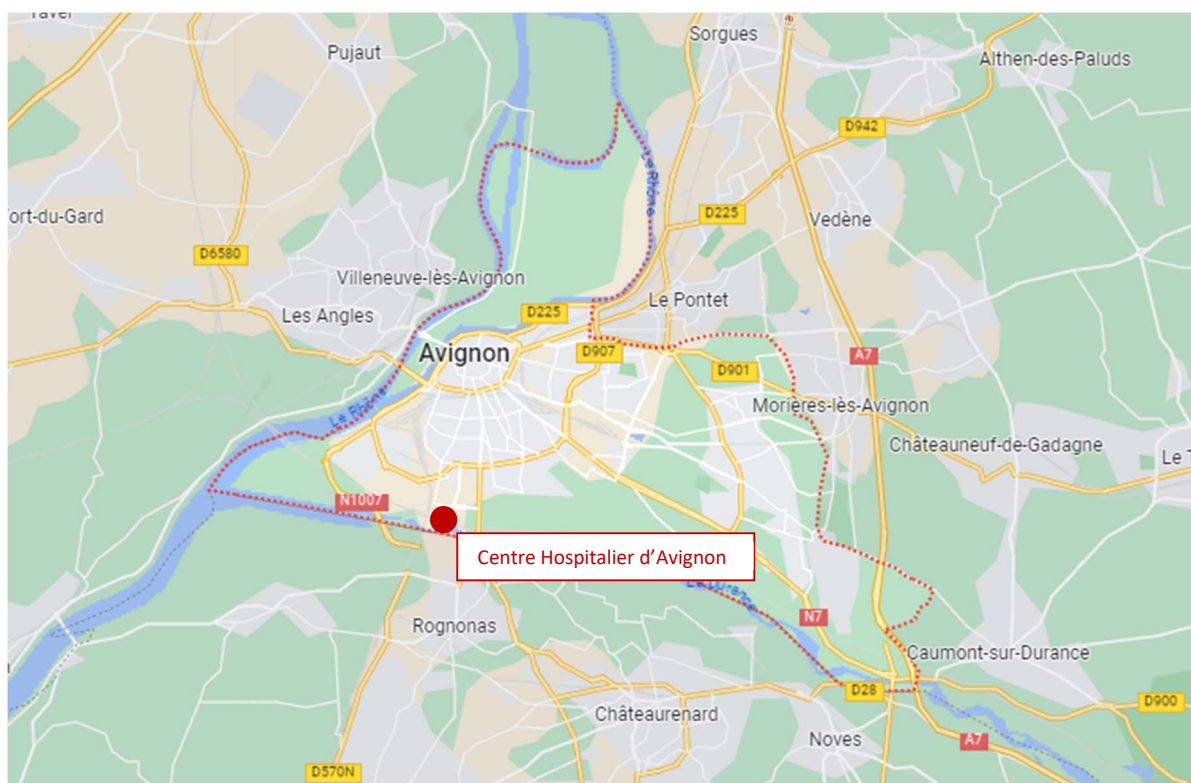 Pujaut
Sorgues
Althen-des-Paluds
D942
Le Rhône
Fort-du-Gard
D225
Vedène
D6580
Villeneuve-lès-Avignon
Le Pontet
Les Angles
D225
Avignon
D907
A7
D901
Le Rhône
Morières-lès-Avignon
Châteauneuf-de-Gadagne
Le T
N1007
Centre Hospitalier d'Avignon
La Durance
Rognonas
N7
Caumont-sur-Durance
D28
D900
Châteaurenard
Noves
A7
D570N